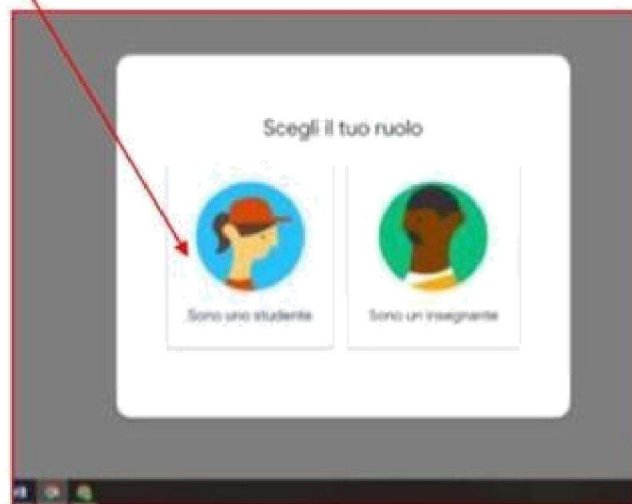 Scegli il tuo ruolo
Sono uno studente
Sono un insegnante